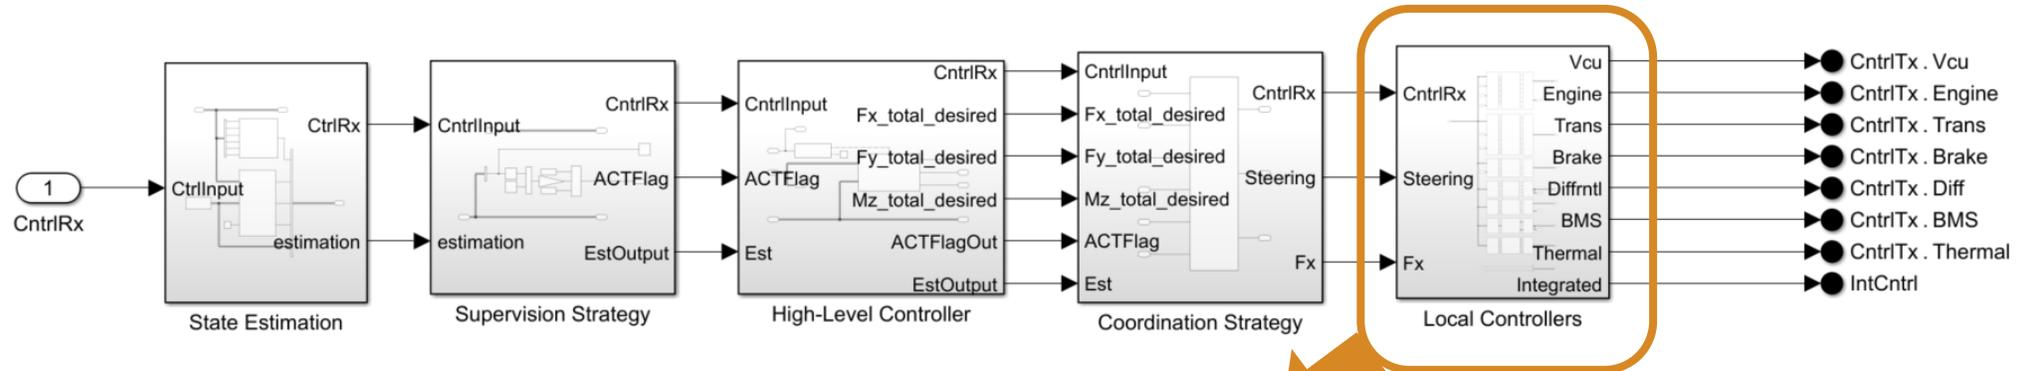 1
CntrlRx
CtrlInput
CtrlRx
estimation
State Estimation
CntrlInput
estimation
CntrlRx
ACTFlag
EstOutput
Supervision Strategy
CntrlInput
ACTFlag
Est
CntrlRx
Fx_total_desired
Fy_total_desired
Mz_total_desired
ACTFlagOut
EstOutput
High-Level Controller
CntrlInput
Fx_total_desired
Fy_total_desired
Mz_total_desired
ACTFlag
Est
CntrlRx
Steering
Fx
Coordination Strategy
CntrlRx
Steering
Fx
Vcu
Engine
Trans
Brake
Diffrntl
BMS
Thermal
Integrated
Local Controllers
CntrlTx . Vcu
CntrlTx . Engine
CntrlTx . Trans
CntrlTx . Brake
CntrlTx . Diff
CntrlTx . BMS
CntrlTx . Thermal
IntCntrl